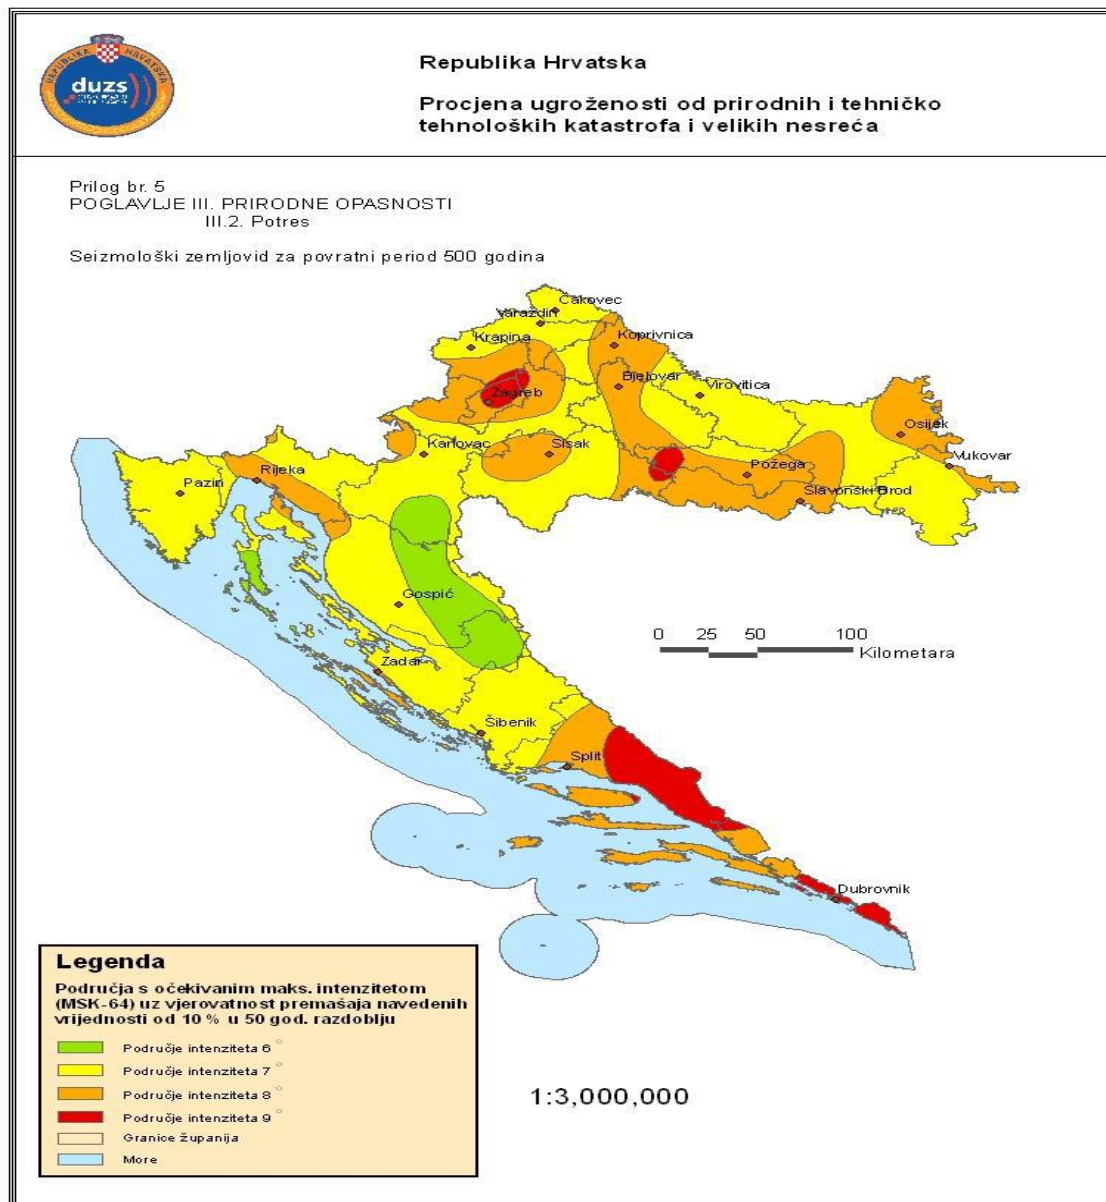 REPUBLIKA HRVATSKA
duzs
Republika Hrvatska
Procjena ugroženosti od prirodnih i tehničko
tehnoloških katastrofa i velikih nesreća
Prilog br. 5
POGLAVLJE III. PRIRODNE OPASNOSTI
III.2. Potres
Seizmološki zemljovid za povratni period 500 godina
Čakovec
Varaždin
Krapina
Koprivnica
Bjelovar
Virovitica
Zagreb
Osijek
Karlovac
Sisak
Požega
Vukovar
Rijeka
Pazin
Slavonski Brod
Gospić
0 25 50 100
Kilometara
Zadar
Šibenik
Split
Dubrovnik
Legenda
Područja s očekivanim maks. intenzitetom
(MSK-64) uz vjerovatnost premašaja navedenih
vrijednosti od 10 % u 50 god. razdoblju
Područje intenziteta 6 °
Područje intenziteta 7 °
Područje intenziteta 8 °
Područje intenziteta 9 °
Granice županija
More
1:3,000,000